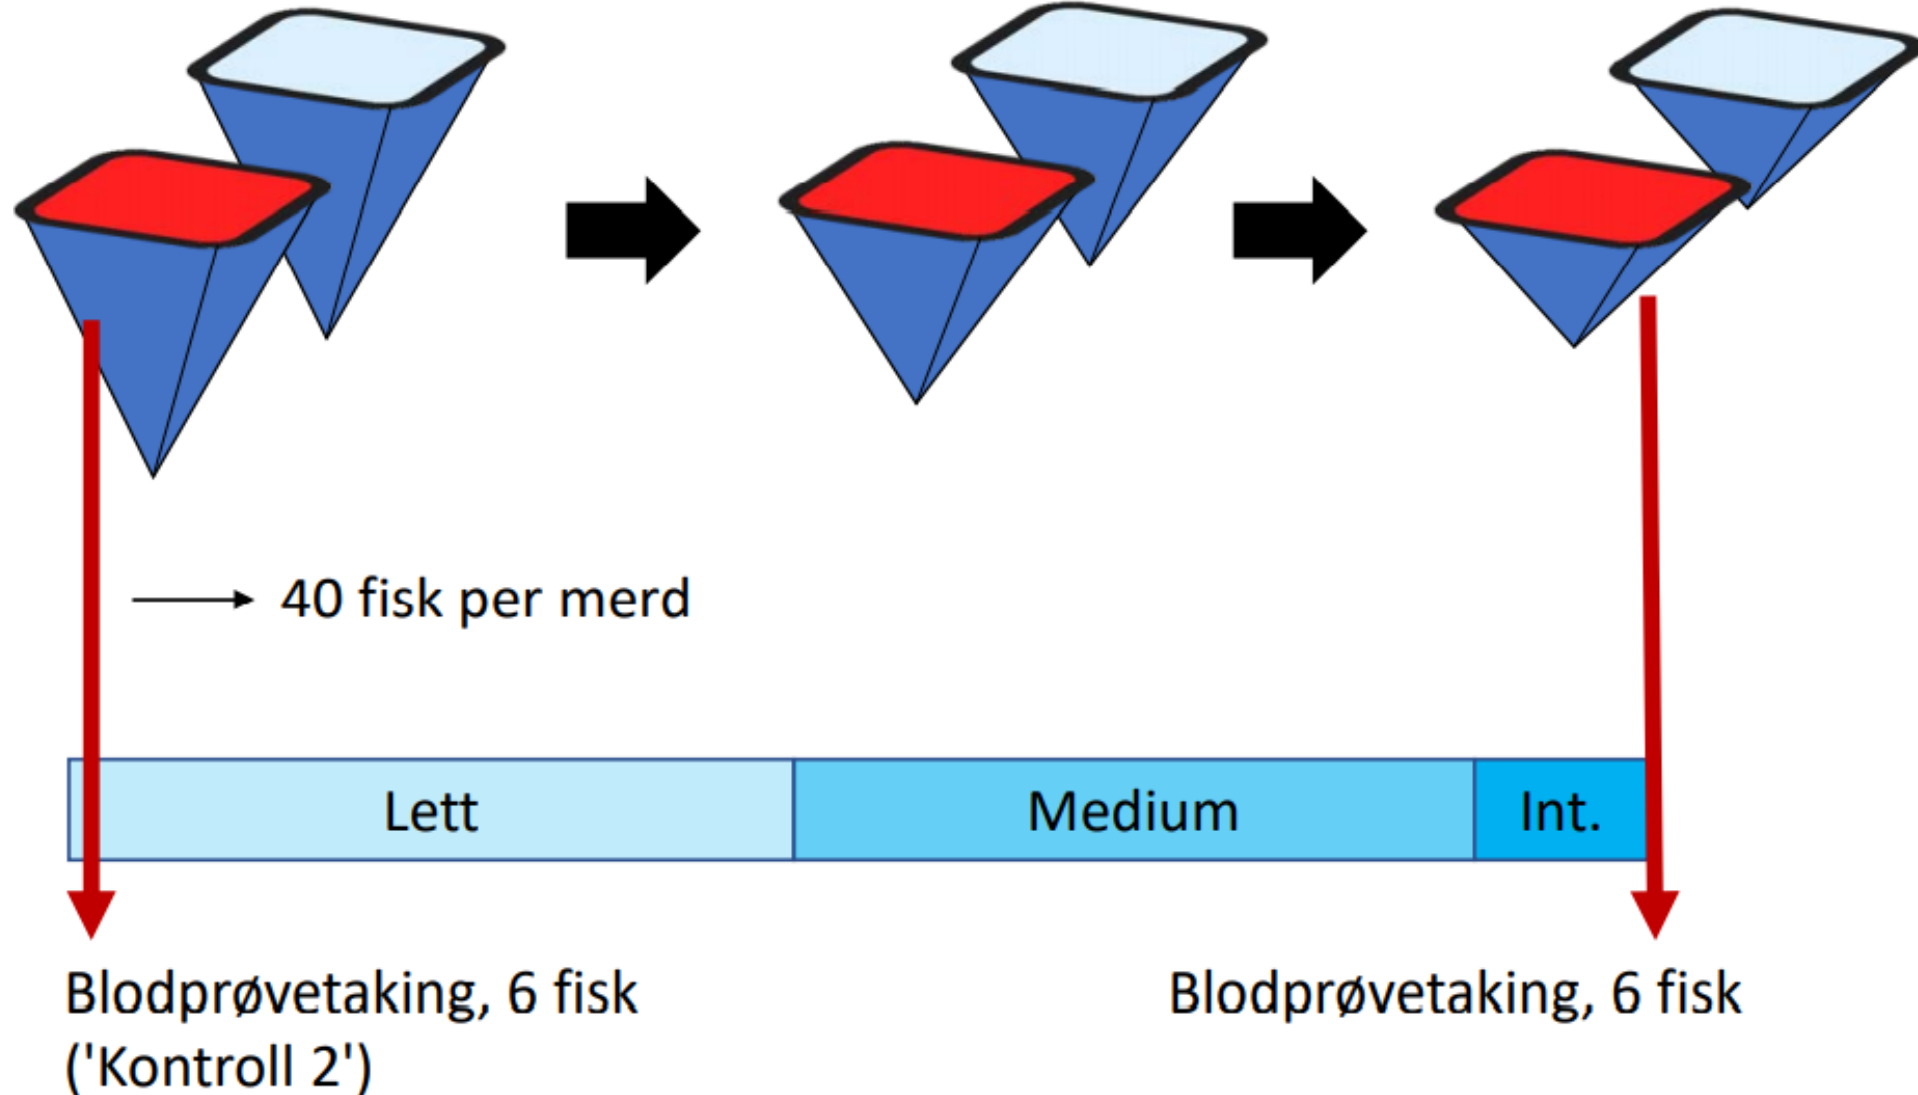 40 fisk per merd
Lett
Medium
Int.
Blodprøvetaking, 6 fisk
('Kontroll 2')
Blodprøvetaking, 6 fisk